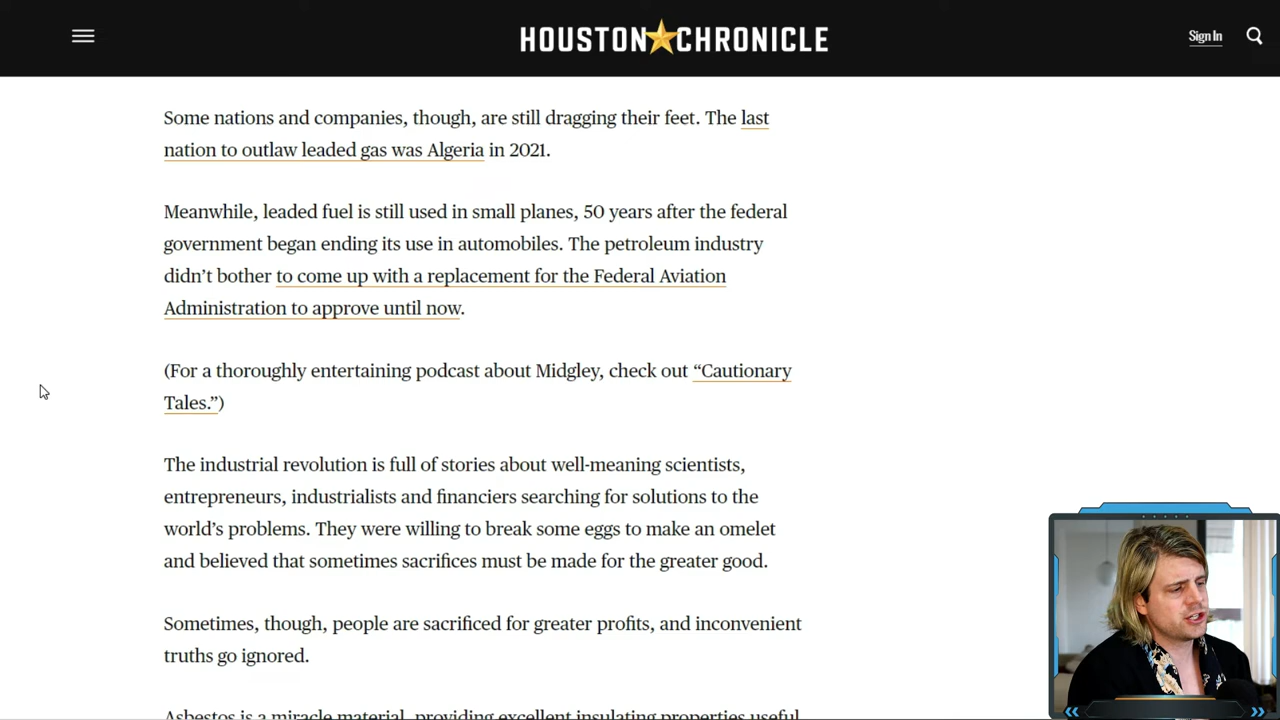 HOUSTON CHRONICLE
Sign In
Some nations and companies, though, are still dragging their feet. The last
nation to outlaw leaded gas was Algeria in 2021.
Meanwhile, leaded fuel is still used in small planes, 50 years after the federal
government began ending its use in automobiles. The petroleum industry
didn’t bother to come up with a replacement for the Federal Aviation
Administration to approve until now.
(For a thoroughly entertaining podcast about Midgley, check out “Cautionary
Tales.”)
The industrial revolution is full of stories about well-meaning scientists,
entrepreneurs, industrialists and financiers searching for solutions to the
world’s problems. They were willing to break some eggs to make an omelet
and believed that sometimes sacrifices must be made for the greater good.
Sometimes, though, people are sacrificed for greater profits, and inconvenient
truths go ignored.
Asbestos is a miracle material, providing excellent insulating properties useful